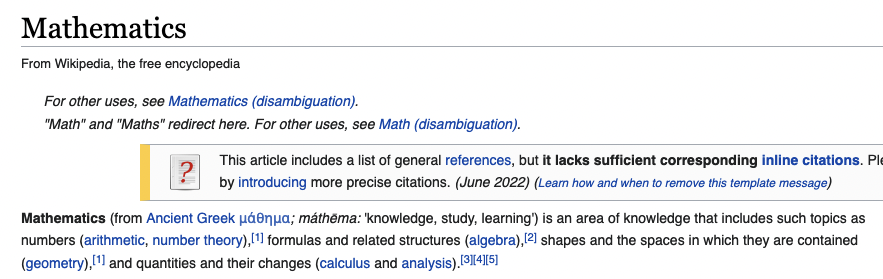 Mathematics
From Wikipedia, the free encyclopedia
For other uses, see Mathematics (disambiguation).
"Math" and "Maths" redirect here. For other uses, see Math (disambiguation).
?
This article includes a list of general references, but it lacks sufficient corresponding inline citations. Ple
by introducing more precise citations. (June 2022) (Learn how and when to remove this template message)
Mathematics (from Ancient Greek μάθημα; máthēma: 'knowledge, study, learning') is an area of knowledge that includes such topics as
numbers (arithmetic, number theory),[1] formulas and related structures (algebra),[2] shapes and the spaces in which they are contained
(geometry),[1] and quantities and their changes (calculus and analysis).[3][4][5]